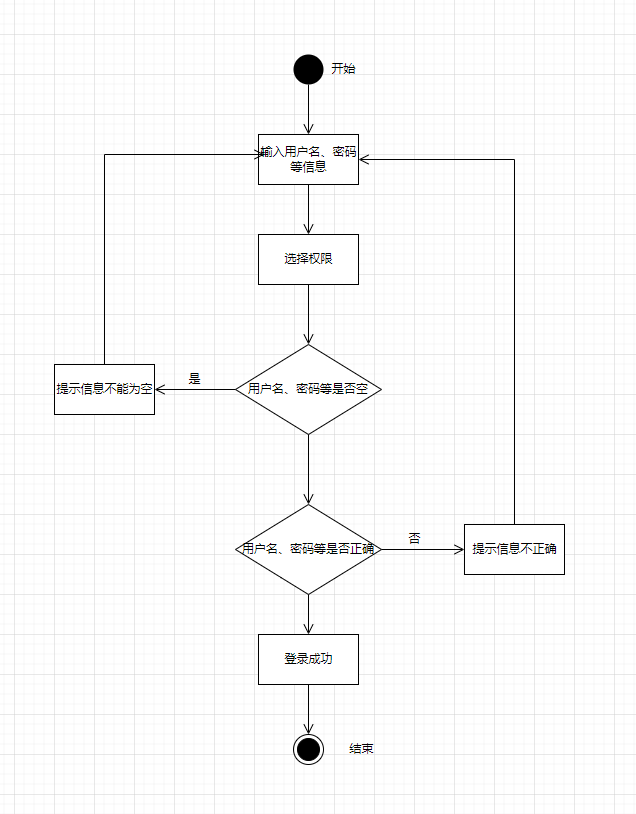 开始
输入用户名、密码
等信息
选择权限
是
提示信息不能为空
用户名、密码等是否空
用户名、密码等是否正确
否
提示信息不正确
登录成功
结束